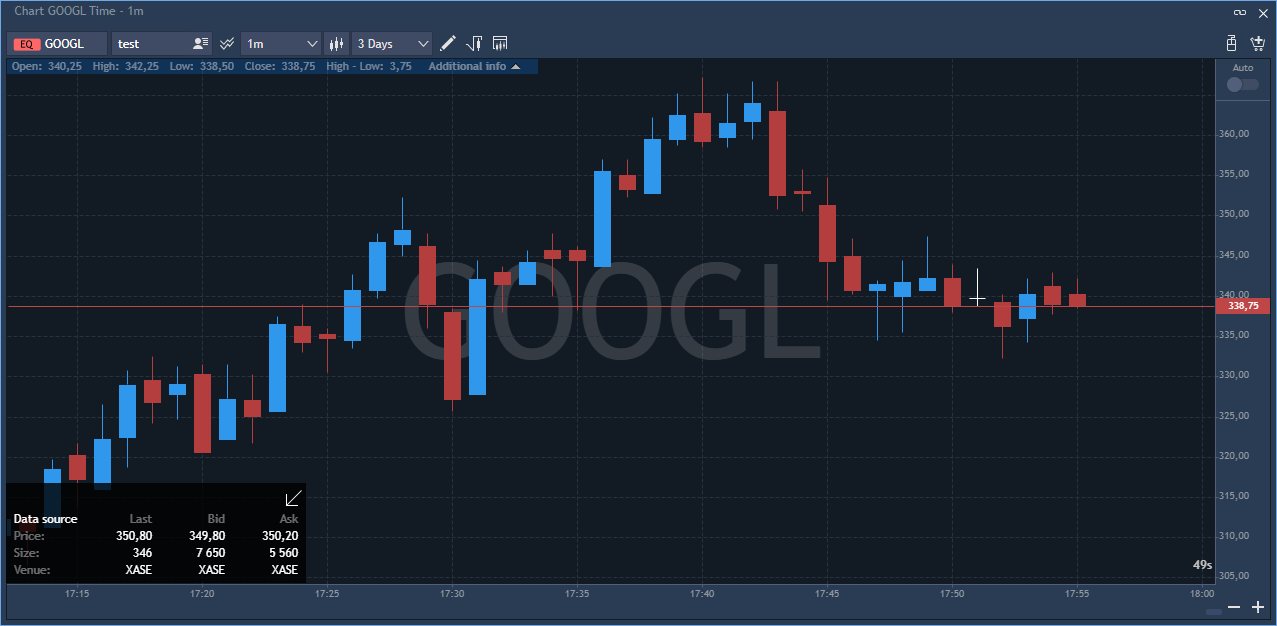 Chart GOOGL Time - 1m
EQ GOOGL test 1m 3 Days
Open: 340,25 High: 342,25 Low: 338,50 Close: 338,75 High - Low: 3,75 Additional info
Auto
360,00
355,00
350,00
345,00
340,00
338,75
335,00
330,00
325,00
320,00
315,00
310,00
305,00
GOOGL
Data source Last Bid Ask
Price: 350,80 349,80 350,20
Size: 346 7 650 5 560
Venue: XASE XASE XASE
49s
17:15 17:20 17:25 17:30 17:35 17:40 17:45 17:50 17:55 18:00